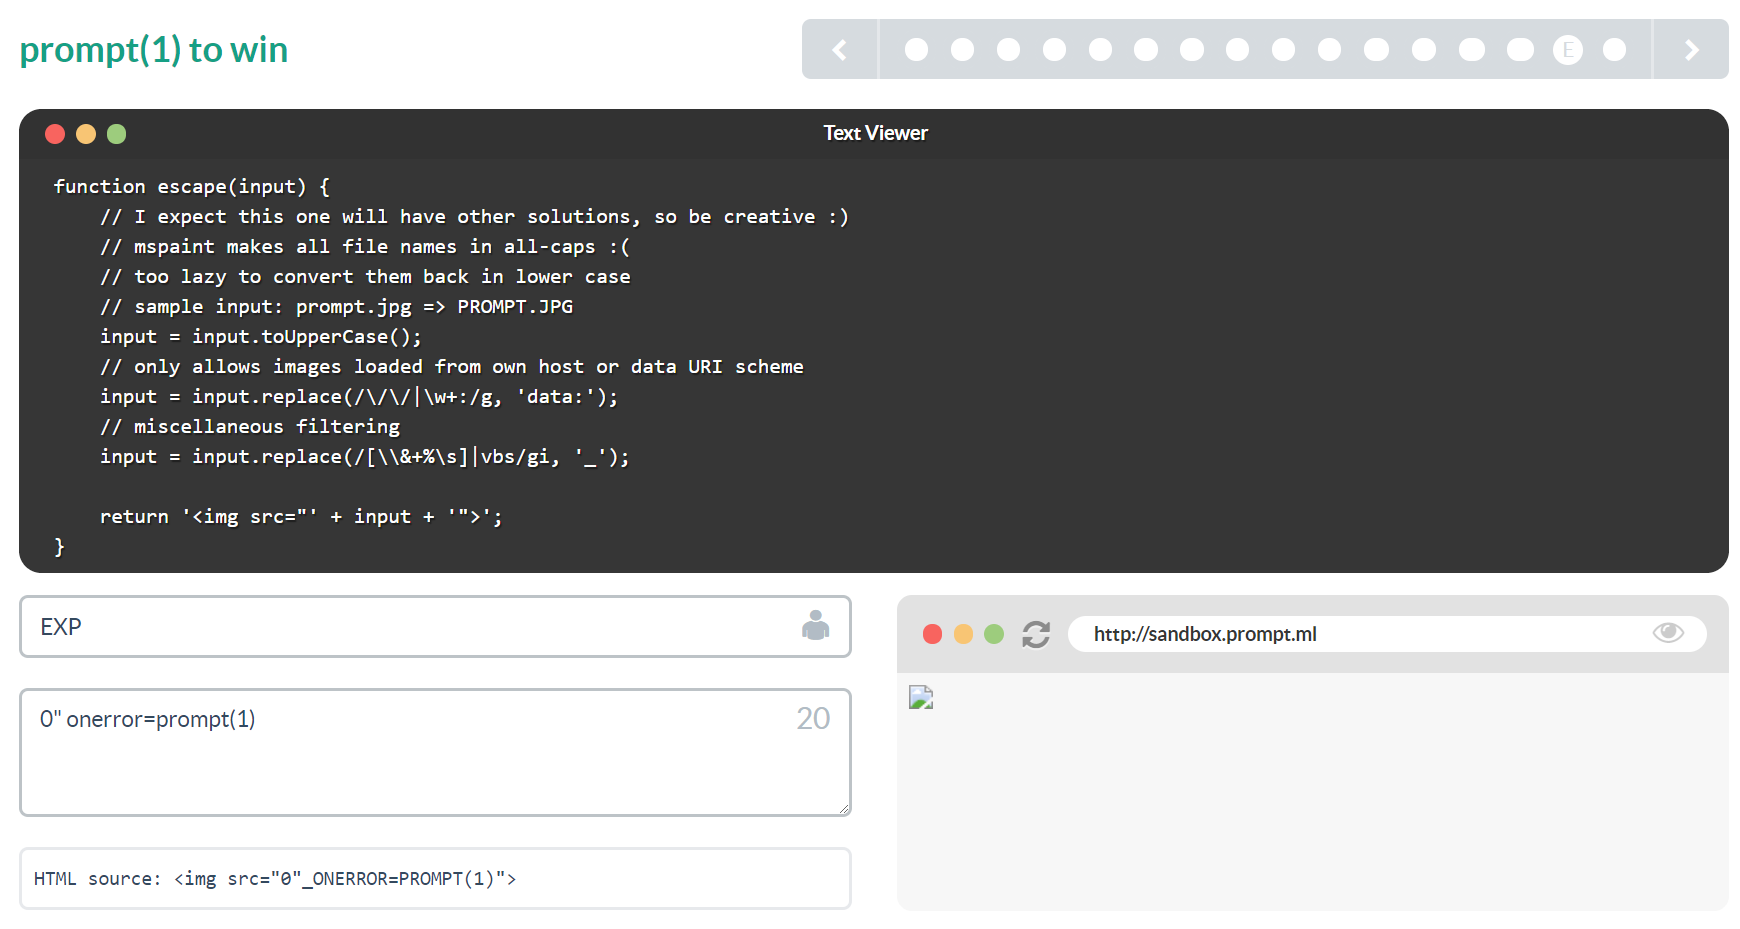 prompt(1) to win
E
Text Viewer
function escape(input) {
    // I expect this one will have other solutions, so be creative :)
    // mspaint makes all file names in all-caps :(
    // too lazy to convert them back in lower case
    // sample input: prompt.jpg => PROMPT.JPG
    input = input.toUpperCase();
    // only allows images loaded from own host or data URI scheme
    input = input.replace(/\/\/|\w+:/g, 'data:');
    // miscellaneous filtering
    input = input.replace(/[\\&+%\s]|vbs/gi, '_');
    return '<img src="' + input + '">';
}
EXP
http://sandbox.prompt.ml
0" onerror=prompt(1)
20
HTML source: <img src="0"_ONERROR=PROMPT(1)">